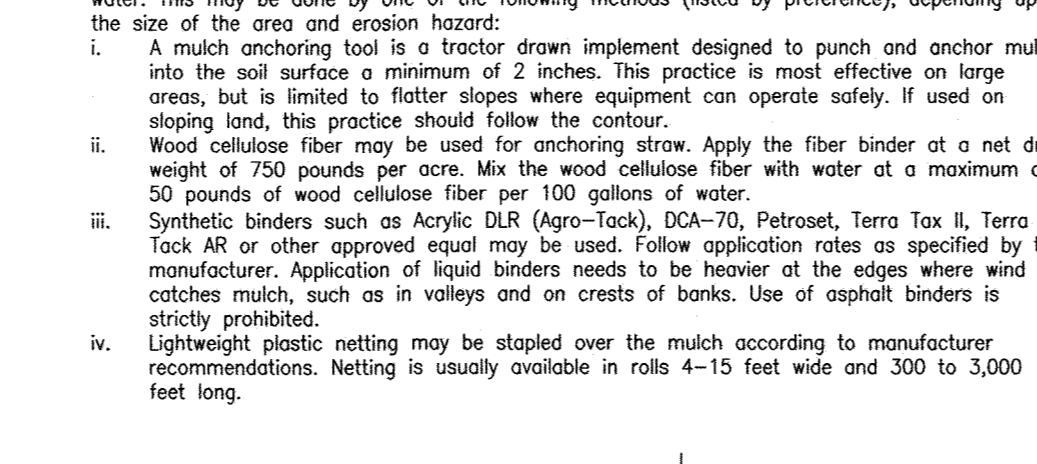 the size of the area and erosion hazard:
i. A mulch anchoring tool is a tractor drawn implement designed to punch and anchor mul
into the soil surface a minimum of 2 inches. This practice is most effective on large
areas, but is limited to flatter slopes where equipment can operate safely. If used on
sloping land, this practice should follow the contour.
ii. Wood cellulose fiber may be used for anchoring straw. Apply the fiber binder at a net d
weight of 750 pounds per acre. Mix the wood cellulose fiber with water at a maximum
50 pounds of wood cellulose fiber per 100 gallons of water.
iii. Synthetic binders such as Acrylic DLR (Agro-Tack), DCA-70, Petroset, Terra Tax II, Terra
Tack AR or other approved equal may be used. Follow application rates as specified by
manufacturer. Application of liquid binders needs to be heavier at the edges where wind
catches mulch, such as in valleys and on crests of banks. Use of asphalt binders is
strictly prohibited.
iv. Lightweight plastic netting may be stapled over the mulch according to manufacturer
recommendations. Netting is usually available in rolls 4-15 feet wide and 300 to 3,000
feet long.